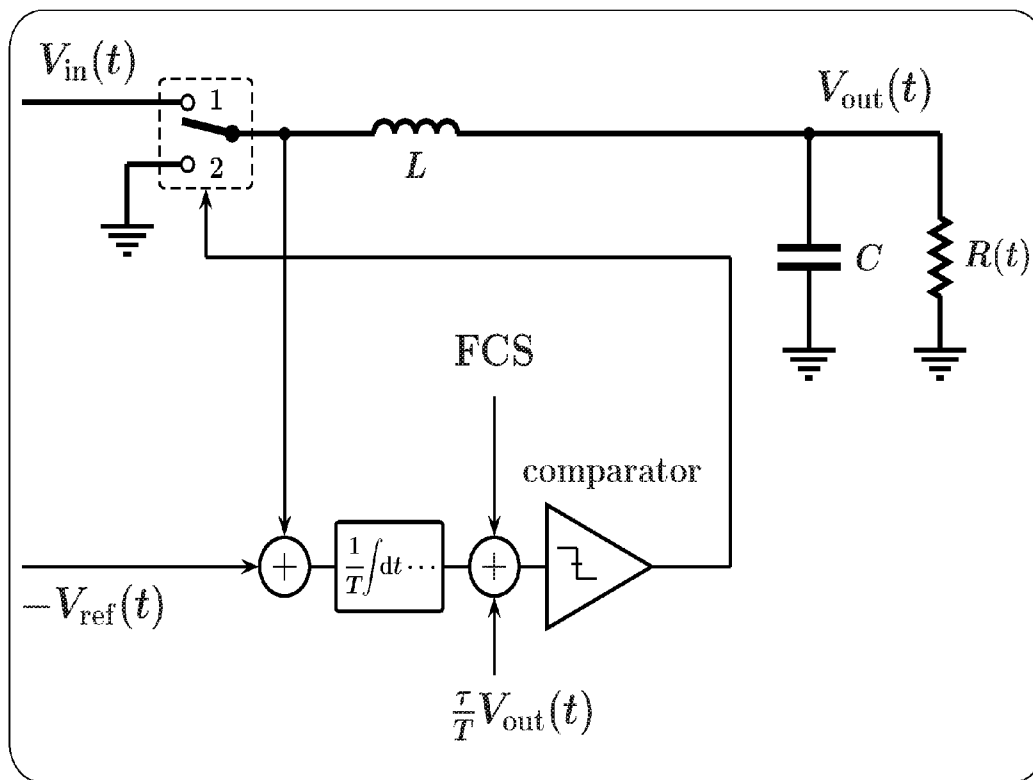 V_in(t)
1
2
V_out(t)
L
C
R(t)
FCS
comparator
1/T ∫dt ···
+
+
−V_ref(t)
τ/T V_out(t)